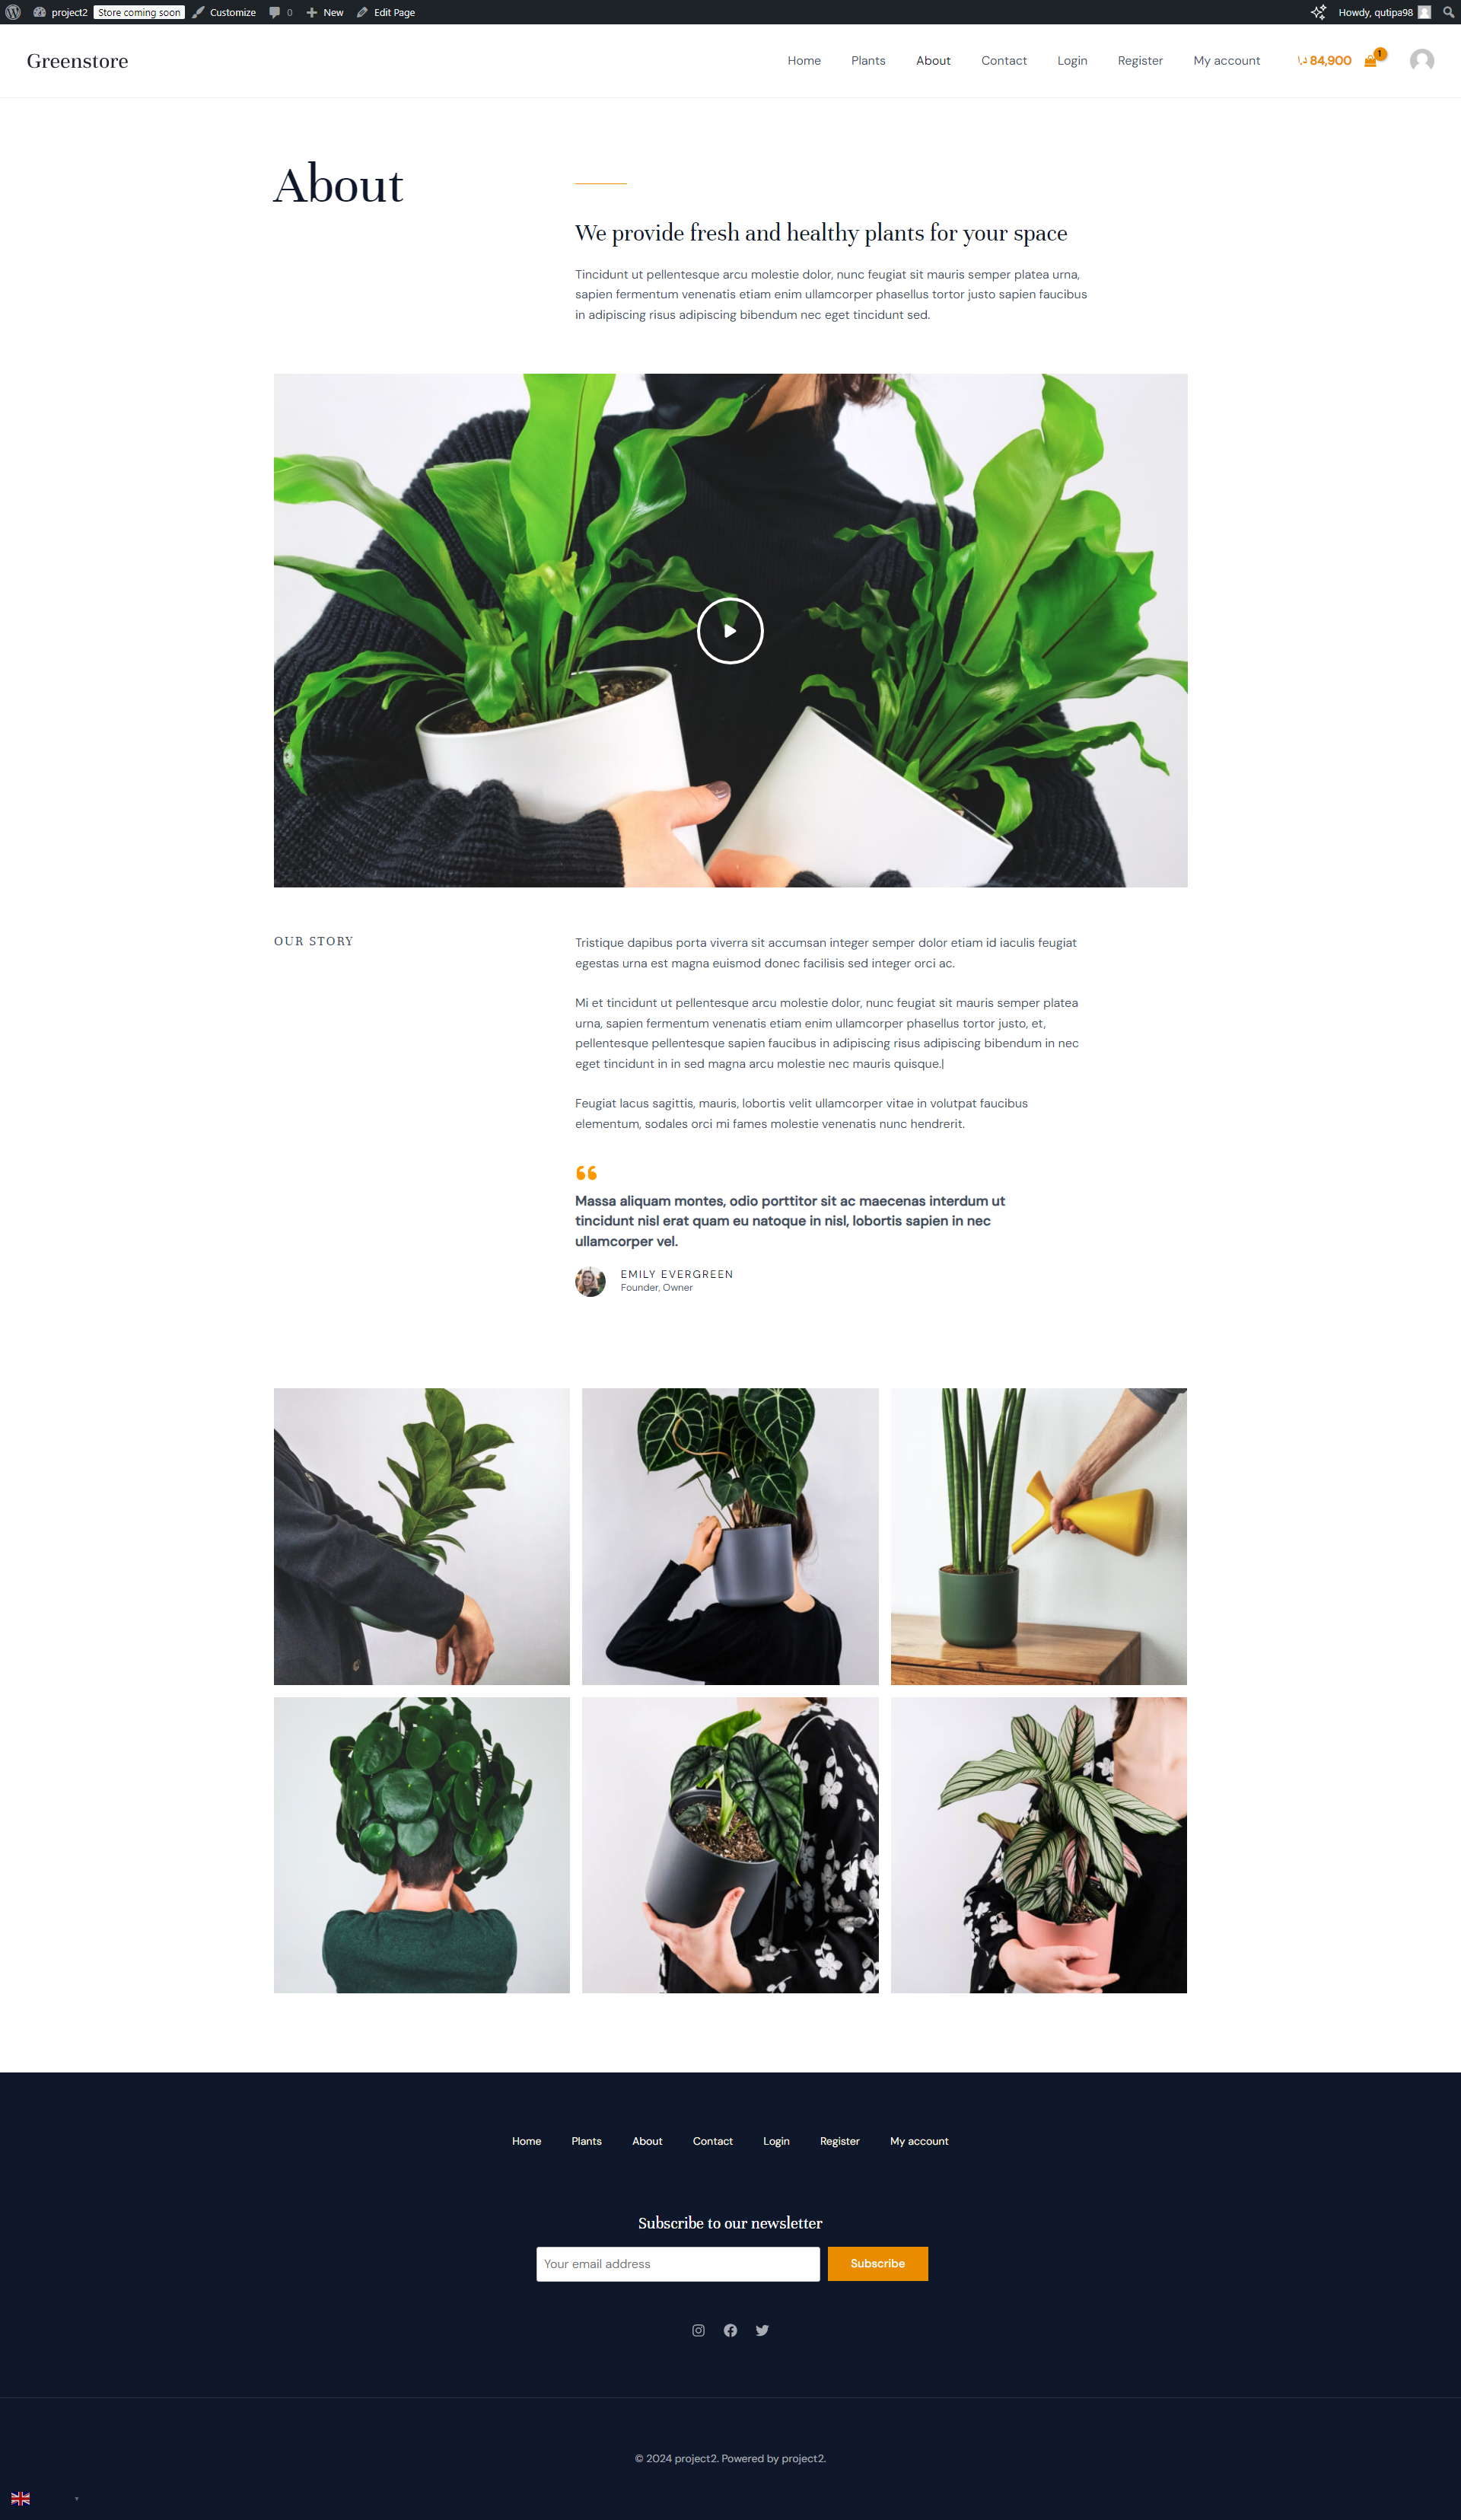 project2
Store coming soon
Customize
0
New
Edit Page
Howdy, qutipa98
Greenstore
Home
Plants
About
Contact
Login
Register
My account
د.إ 84,900
1
About
We provide fresh and healthy plants for your space
Tincidunt ut pellentesque arcu molestie dolor, nunc feugiat sit mauris semper platea urna,
sapien fermentum venenatis etiam enim ullamcorper phasellus tortor justo sapien faucibus
in adipiscing risus adipiscing bibendum nec eget tincidunt sed.
OUR STORY
Tristique dapibus porta viverra sit accumsan integer semper dolor etiam id iaculis feugiat
egestas urna est magna euismod donec facilisis sed integer orci ac.
Mi et tincidunt ut pellentesque arcu molestie dolor, nunc feugiat sit mauris semper platea
urna, sapien fermentum venenatis etiam enim ullamcorper phasellus tortor justo, et,
pellentesque pellentesque sapien faucibus in adipiscing risus adipiscing bibendum in nec
eget tincidunt in in sed magna arcu molestie nec mauris quisque.|
Feugiat lacus sagittis, mauris, lobortis velit ullamcorper vitae in volutpat faucibus
elementum, sodales orci mi fames molestie venenatis nunc hendrerit.
Massa aliquam montes, odio porttitor sit ac maecenas interdum ut
tincidunt nisl erat quam eu natoque in nisl, lobortis sapien in nec
ullamcorper vel.
EMILY EVERGREEN
Founder, Owner
Home
Plants
About
Contact
Login
Register
My account
Subscribe to our newsletter
Your email address
Subscribe
© 2024 project2. Powered by project2.